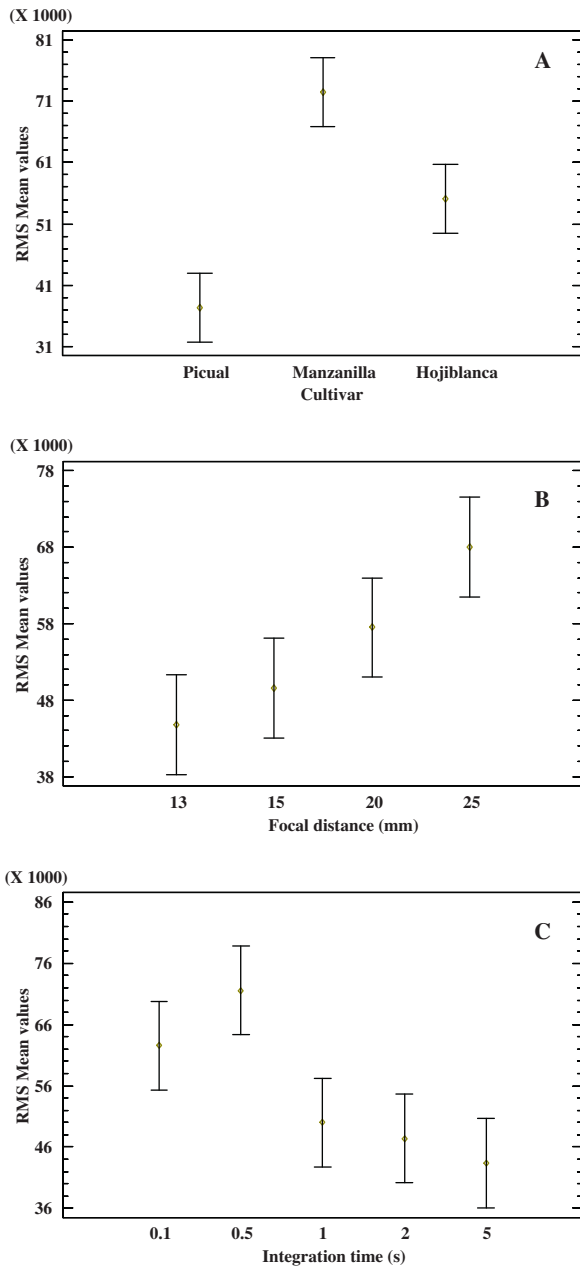 (X 1000)
A
81
71
61
51
41
31
RMS Mean values
Picual Manzanilla Hojiblanca
Cultivar
(X 1000)
B
78
68
58
48
38
RMS Mean values
13 15 20 25
Focal distance (mm)
(X 1000)
C
86
76
66
56
46
36
RMS Mean values
0.1 0.5 1 2 5
Integration time (s)